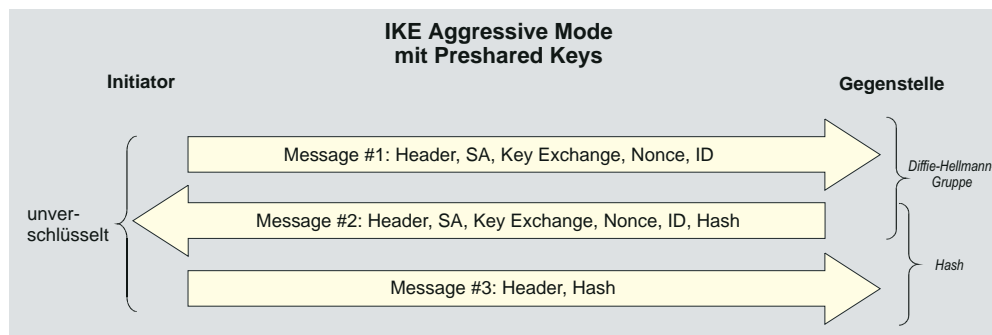 IKE Aggressive Mode
mit Preshared Keys
Initiator
Gegenstelle
Message #1: Header, SA, Key Exchange, Nonce, ID
Diffie-Hellmann
Gruppe
unver-
schlüsselt
Message #2: Header, SA, Key Exchange, Nonce, ID, Hash
Hash
Message #3: Header, Hash